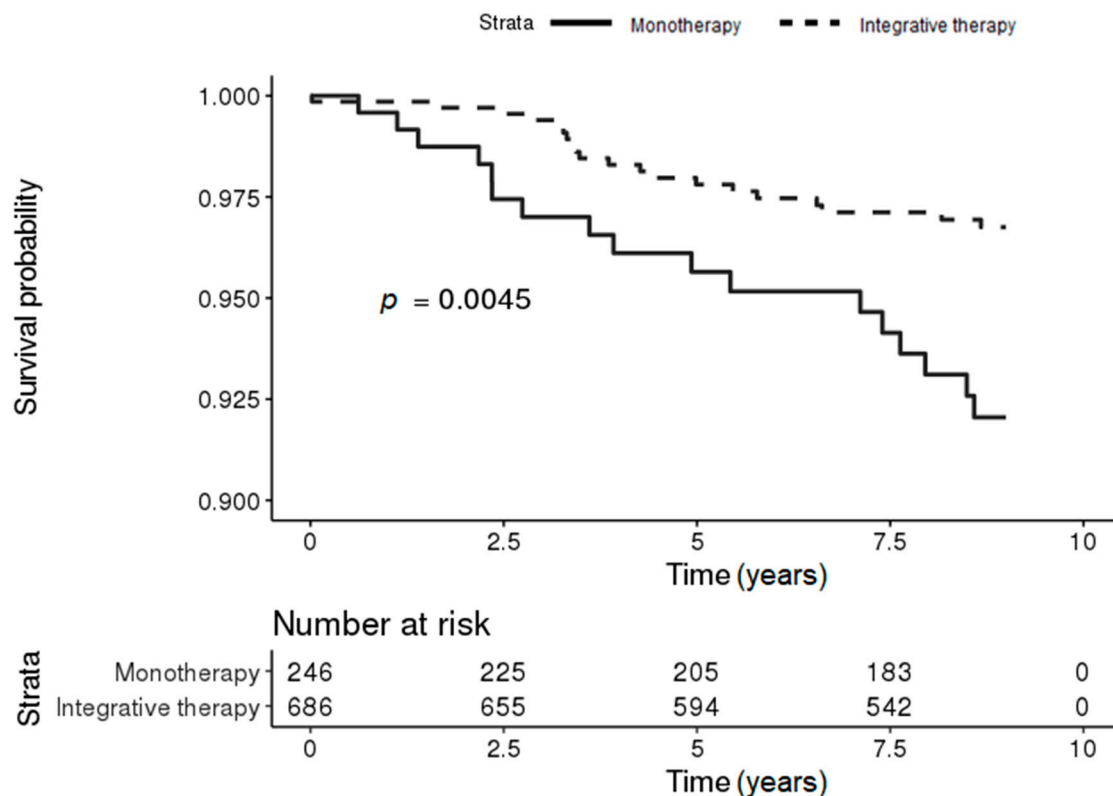 Strata Monotherapy Integrative therapy
1.000
0.975
0.950
0.925
0.900
Survival probability
p = 0.0045
0 2.5 5 7.5 10
Time (years)
Number at risk
Strata
Monotherapy 246 225 205 183 0
Integrative therapy 686 655 594 542 0
0 2.5 5 7.5 10
Time (years)